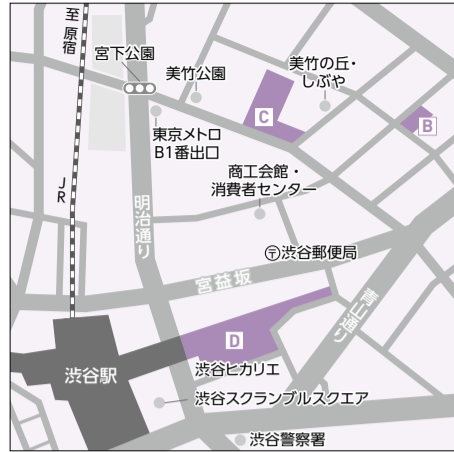 至 原宿
宮下公園
美竹公園
美竹の丘・
しぶや
C
B
東京メトロ
B1番出口
商工会館・
消費者センター
JR
明治通り
〒渋谷郵便局
宮益坂
青山通り
D
渋谷駅
渋谷ヒカリエ
渋谷スクランブルスクエア
渋谷警察署